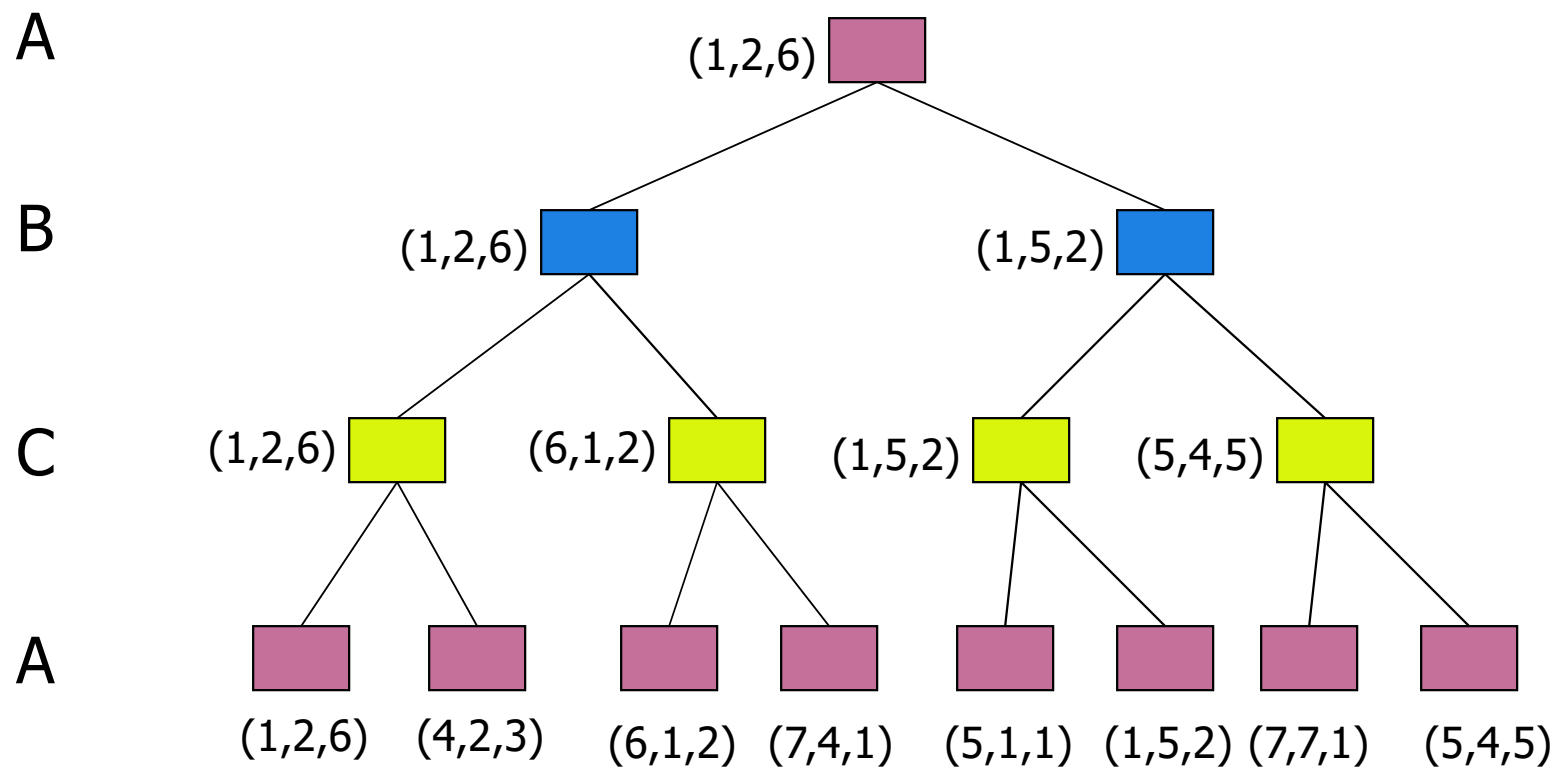 A (1,2,6)
B (1,2,6) (1,5,2)
C (1,2,6) (6,1,2) (1,5,2) (5,4,5)
A
(1,2,6) (4,2,3) (6,1,2) (7,4,1) (5,1,1) (1,5,2) (7,7,1) (5,4,5)